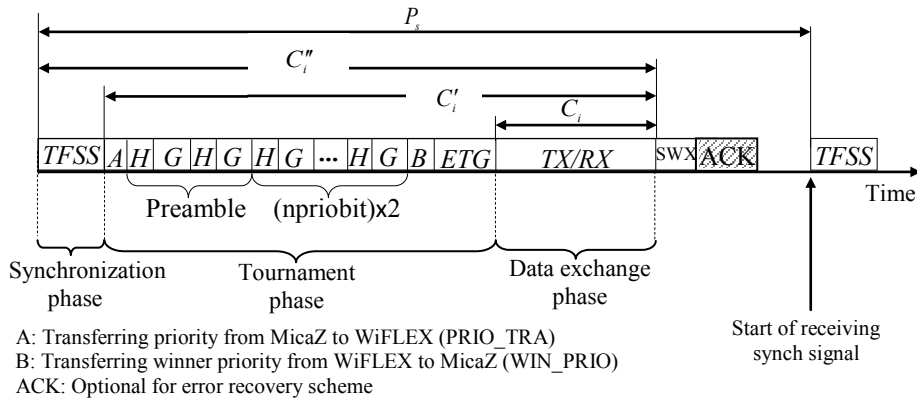 P_s
C_i″
C_i′
C_i
TFSS A H G H G H G ... H G B ETG TX/RX SWX ACK TFSS
Time
Preamble (npriobit)x2
Synchronization phase
Tournament phase
Data exchange phase
Start of receiving synch signal
A: Transferring priority from MicaZ to WiFLEX (PRIO_TRA)
B: Transferring winner priority from WiFLEX to MicaZ (WIN_PRIO)
ACK: Optional for error recovery scheme